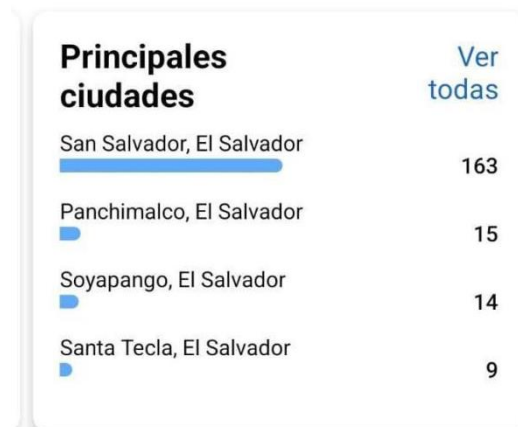 Principales
ciudades
Ver
todas
San Salvador, El Salvador
163
Panchimalco, El Salvador
15
Soyapango, El Salvador
14
Santa Tecla, El Salvador
9